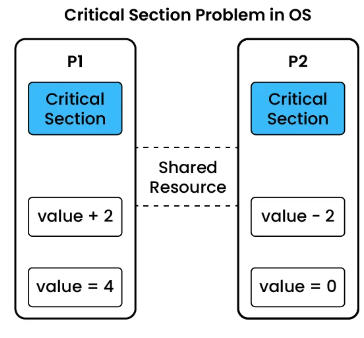 Critical Section Problem in OS
P1
Critical
Section
value + 2
value = 4
Shared
Resource
P2
Critical
Section
value - 2
value = 0